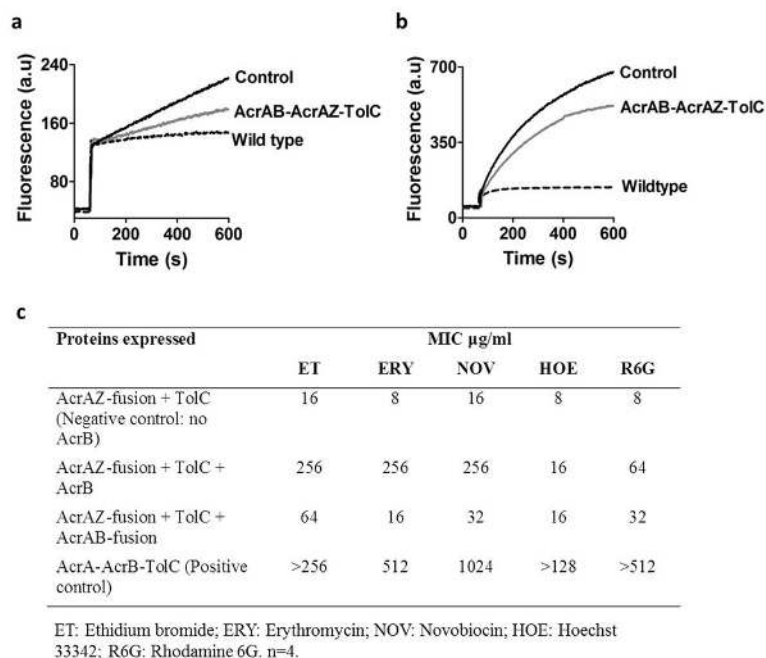 a
Fluorescence (a.u)
240
160
80
0 200 400 600
Time (s)
Control
AcrAB-AcrAZ-TolC
Wild type
b
Fluorescence (a.u)
700
350
0
0 200 400 600
Time (s)
Control
AcrAB-AcrAZ-TolC
Wildtype
c
Proteins expressed MIC µg/ml
ET ERY NOV HOE R6G
AcrAZ-fusion + TolC 16 8 16 8 8
(Negative control: no
AcrB)
AcrAZ-fusion + TolC + 256 256 256 16 64
AcrB
AcrAZ-fusion + TolC + 64 16 32 16 32
AcrAB-fusion
AcrA-AcrB-TolC (Positive >256 512 1024 >128 >512
control)
ET: Ethidium bromide; ERY: Erythromycin; NOV: Novobiocin; HOE: Hoechst
33342; R6G: Rhodamine 6G. n=4.